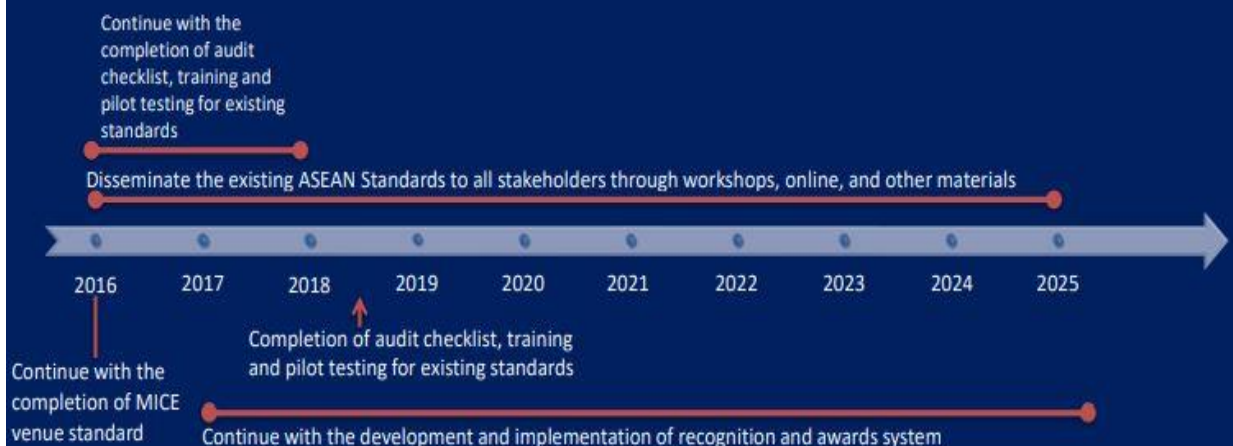 Continue with the
completion of audit
checklist, training and
pilot testing for existing
standards
Disseminate the existing ASEAN Standards to all stakeholders through workshops, online, and other materials
2016 2017 2018 2019 2020 2021 2022 2023 2024 2025
Completion of audit checklist, training
and pilot testing for existing standards
Continue with the
completion of MICE
venue standard
Continue with the development and implementation of recognition and awards system